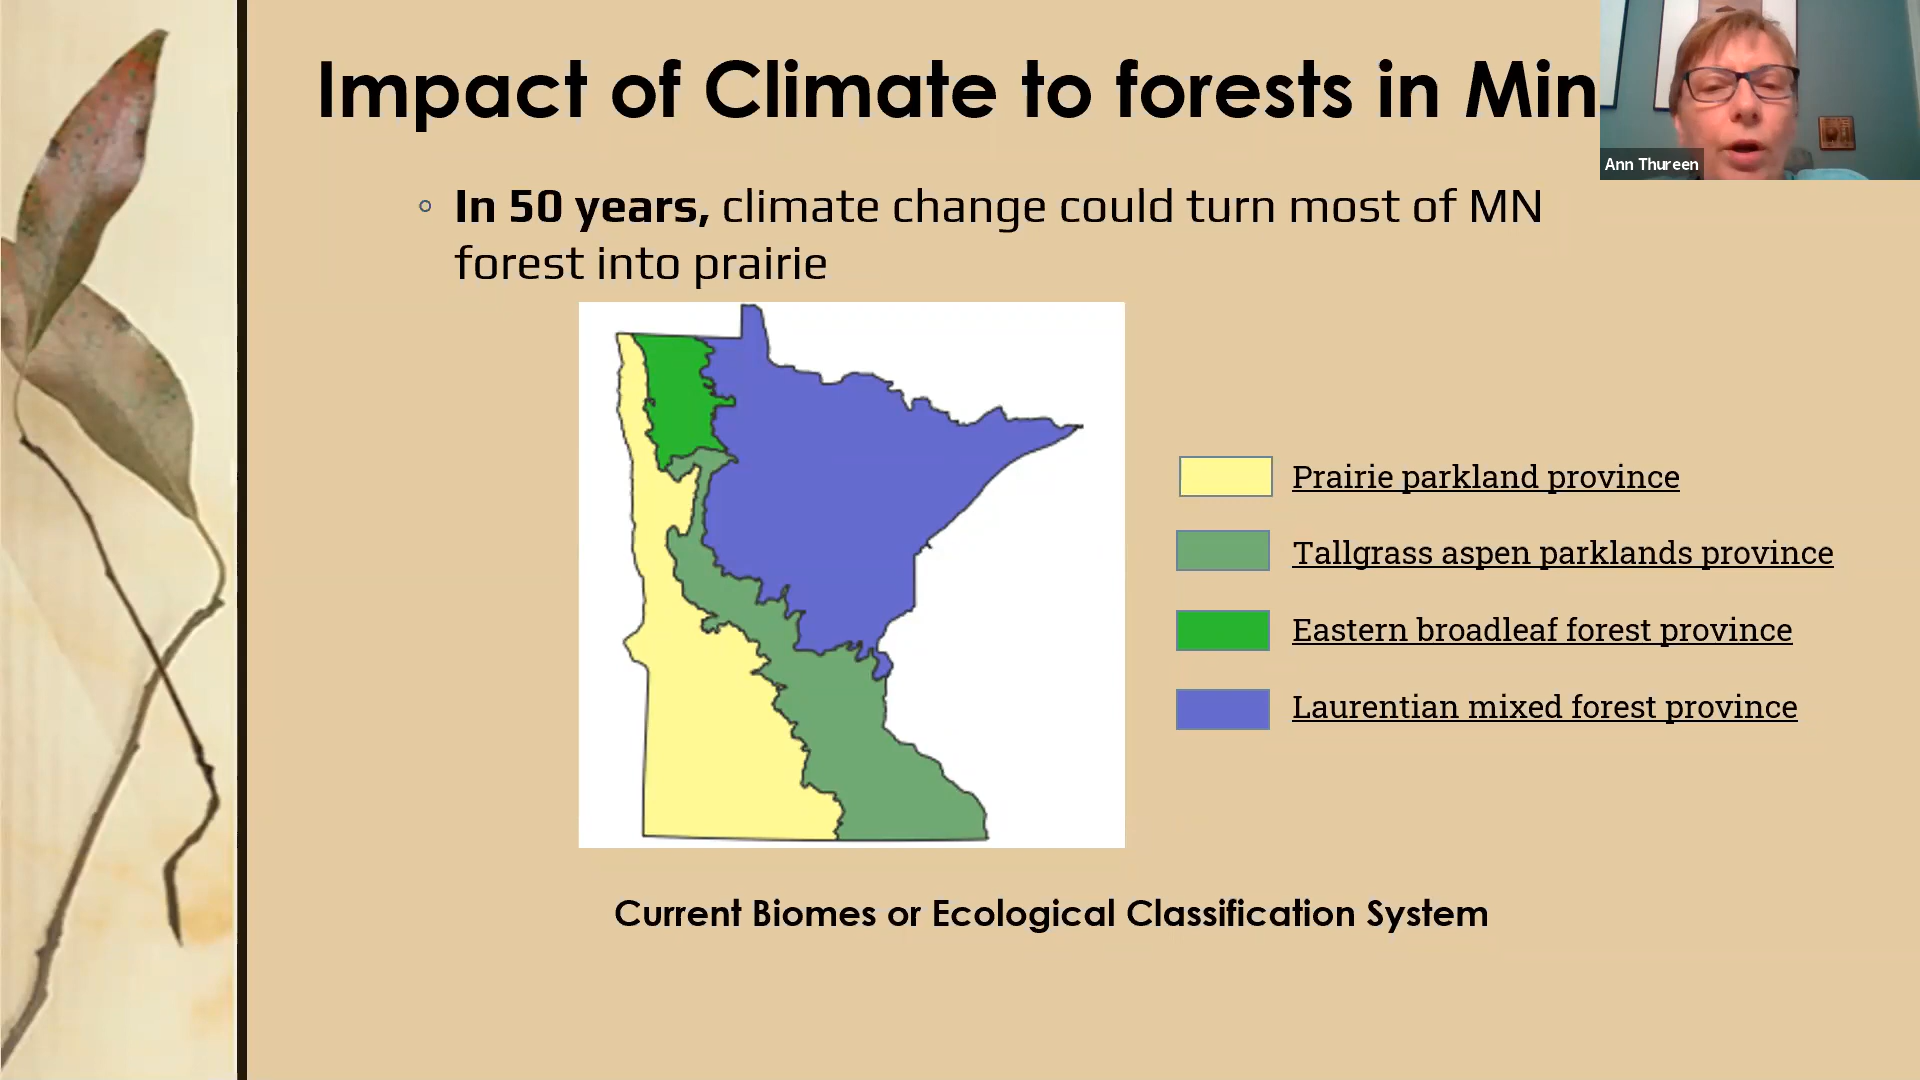 Impact of Climate to forests in Min
Ann Thureen
In 50 years, climate change could turn most of MN
forest into prairie
Prairie parkland province
Tallgrass aspen parklands province
Eastern broadleaf forest province
Laurentian mixed forest province
Current Biomes or Ecological Classification System